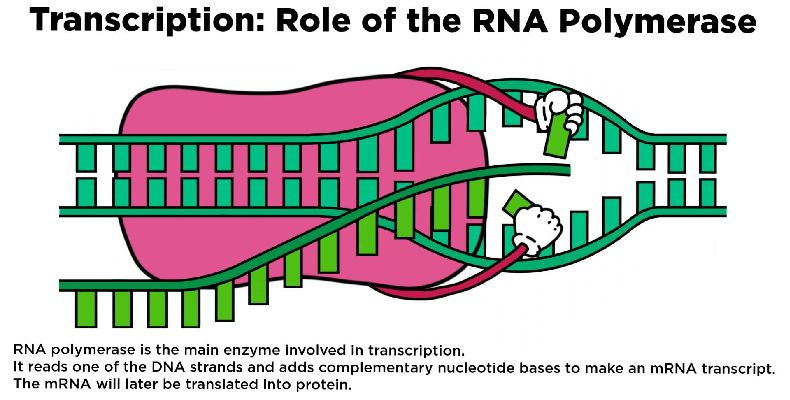 Transcription: Role of the RNA Polymerase
RNA polymerase is the main enzyme involved in transcription.
It reads one of the DNA strands and adds complementary nucleotide bases to make an mRNA transcript.
The mRNA will later be translated into protein.